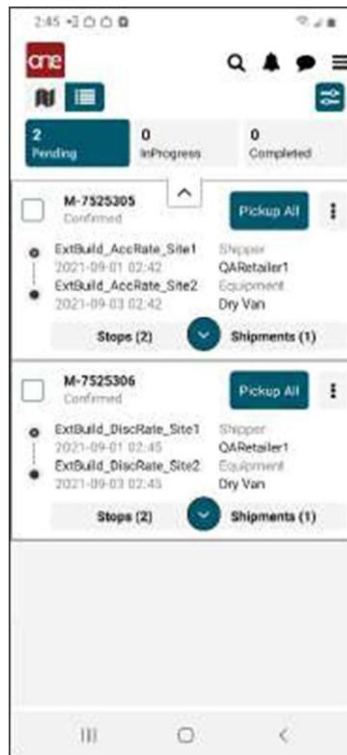 2:45
one
2 0 0
Pending InProgress Completed
M-7525305 Pickup All
Confirmed
ExtBuild_AccRate_Site1 Shipper
2021-09-01 02:42 QARetailer1
ExtBuild_AccRate_Site2 Equipment
2021-09-03 02:42 Dry Van
Stops (2) Shipments (1)
M-7525306 Pickup All
Confirmed
ExtBuild_DiscRate_Site1 Shipper
2021-09-01 02:45 QARetailer1
ExtBuild_DiscRate_Site2 Equipment
2021-09-03 02:45 Dry Van
Stops (2) Shipments (1)